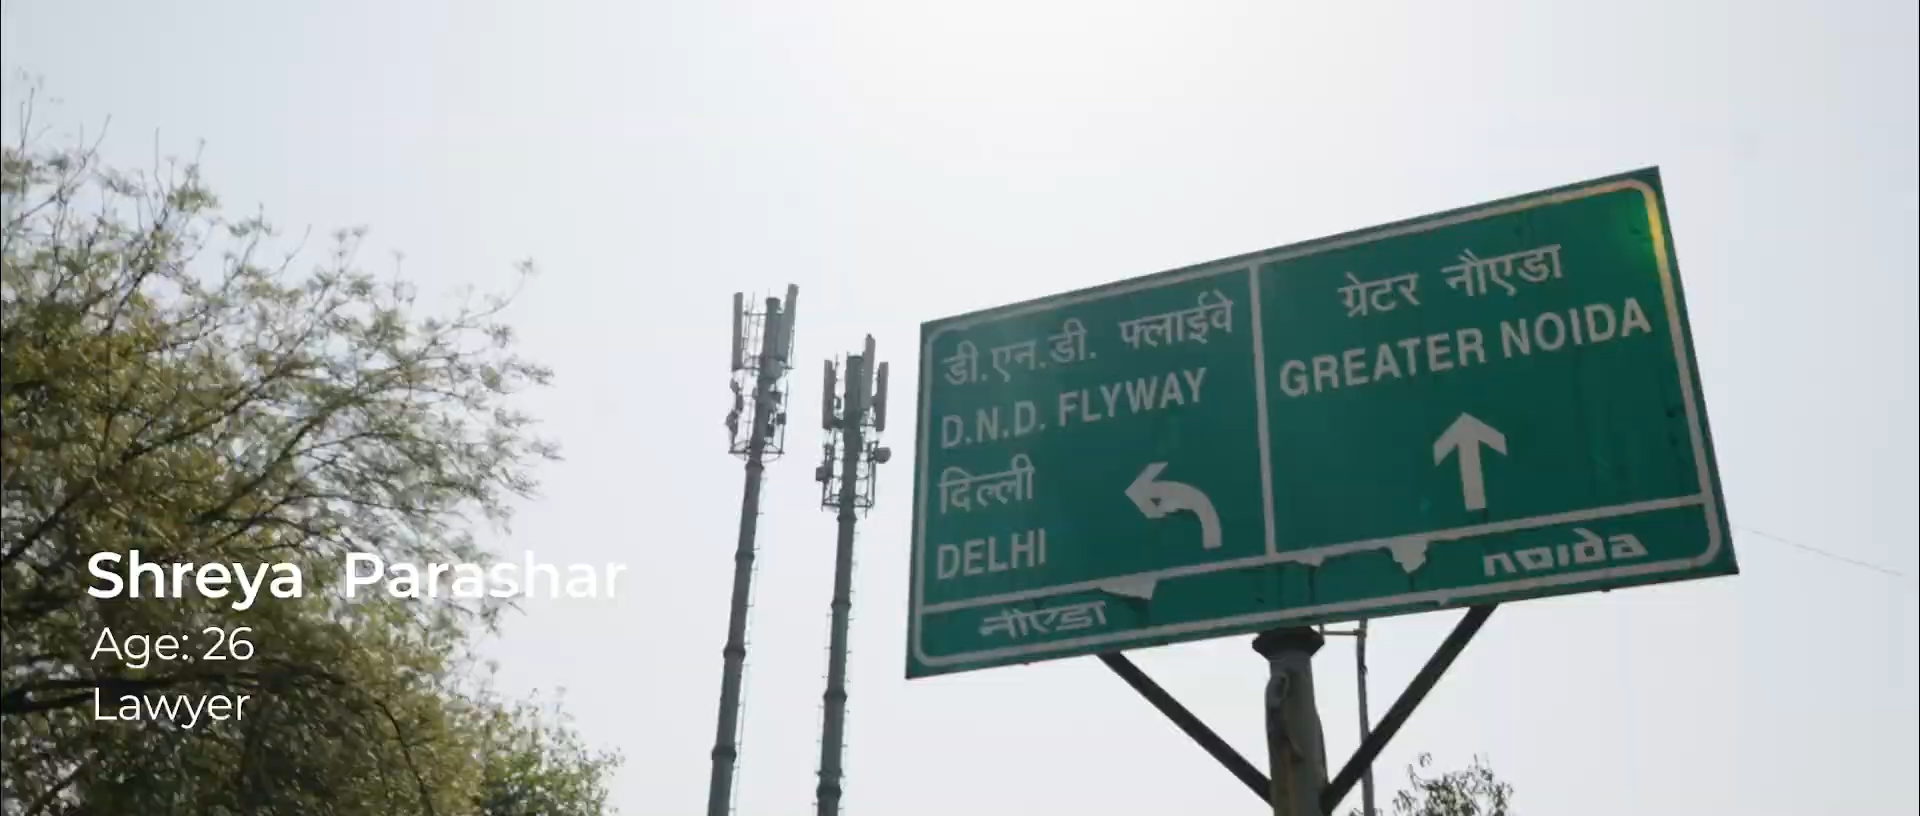 डी.एन.डी. फ्लाईवे
D.N.D. FLYWAY
दिल्ली
DELHI
ग्रेटर नौएडा
GREATER NOIDA
नौएडा
noida
Shreya Parashar
Age: 26
Lawyer